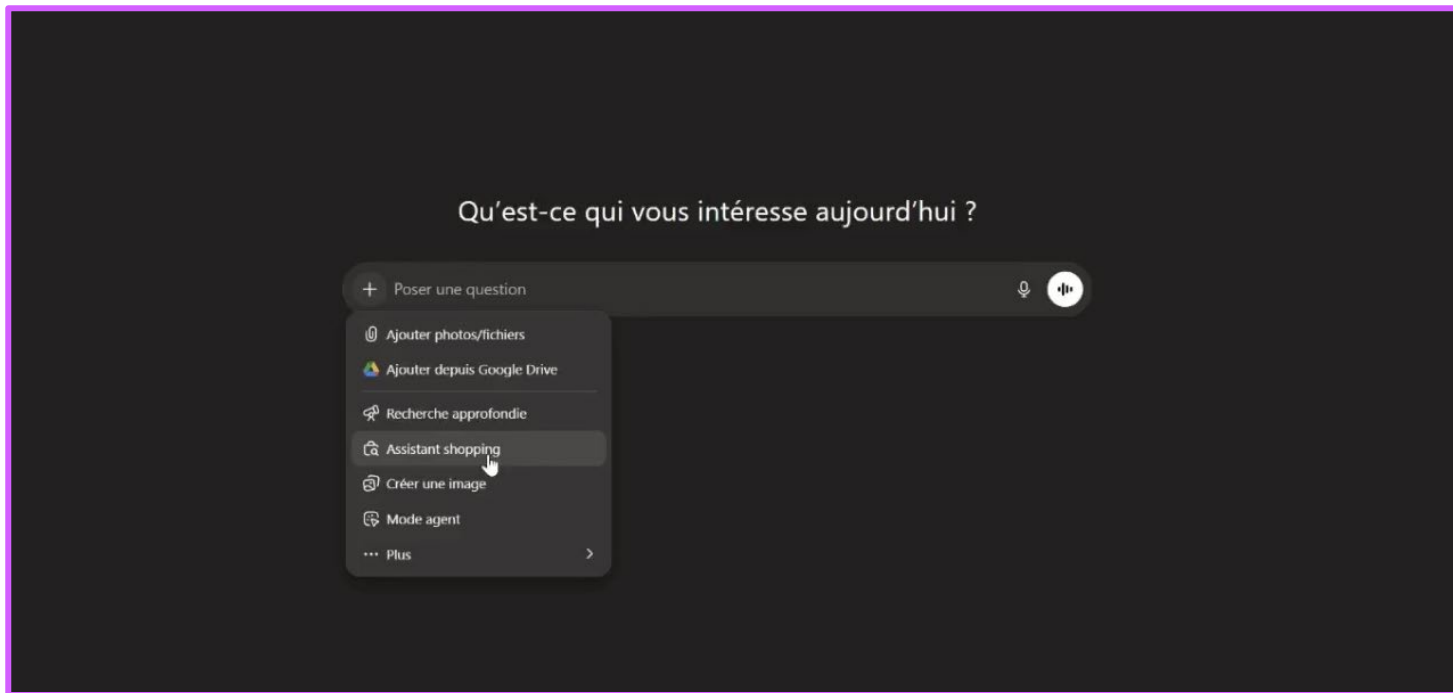 Qu'est-ce qui vous intéresse aujourd'hui ?
Poser une question
Ajouter photos/fichiers
Ajouter depuis Google Drive
Recherche approfondie
Assistant shopping
Créer une image
Mode agent
Plus